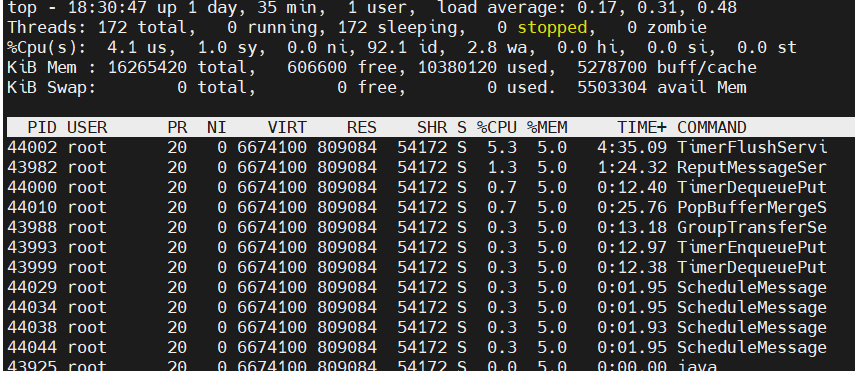 top - 18:30:47 up 1 day, 35 min,  1 user,  load average: 0.17, 0.31, 0.48
Threads: 172 total,   0 running, 172 sleeping,   0 stopped,   0 zombie
%Cpu(s):  4.1 us,  1.0 sy,  0.0 ni, 92.1 id,  2.8 wa,  0.0 hi,  0.0 si,  0.0 st
KiB Mem : 16265420 total,   606600 free, 10380120 used,  5278700 buff/cache
KiB Swap:        0 total,        0 free,        0 used.  5503304 avail Mem
PID USER      PR  NI    VIRT    RES    SHR S %CPU %MEM     TIME+ COMMAND
44002 root      20   0 6674100 809084  54172 S  5.3  5.0   4:35.09 TimerFlushServi
43982 root      20   0 6674100 809084  54172 S  1.3  5.0   1:24.32 ReputMessageSer
44000 root      20   0 6674100 809084  54172 S  0.7  5.0   0:12.40 TimerDequeuePut
44010 root      20   0 6674100 809084  54172 S  0.7  5.0   0:25.76 PopBufferMergeS
43988 root      20   0 6674100 809084  54172 S  0.3  5.0   0:13.18 GroupTransferSe
43993 root      20   0 6674100 809084  54172 S  0.3  5.0   0:12.97 TimerEnqueuePut
43999 root      20   0 6674100 809084  54172 S  0.3  5.0   0:12.38 TimerDequeuePut
44029 root      20   0 6674100 809084  54172 S  0.3  5.0   0:01.95 ScheduleMessage
44034 root      20   0 6674100 809084  54172 S  0.3  5.0   0:01.95 ScheduleMessage
44038 root      20   0 6674100 809084  54172 S  0.3  5.0   0:01.93 ScheduleMessage
44044 root      20   0 6674100 809084  54172 S  0.3  5.0   0:01.95 ScheduleMessage
43925 root      20   0 6674100 809084  54172 S  0.0  5.0   0:00.00 java